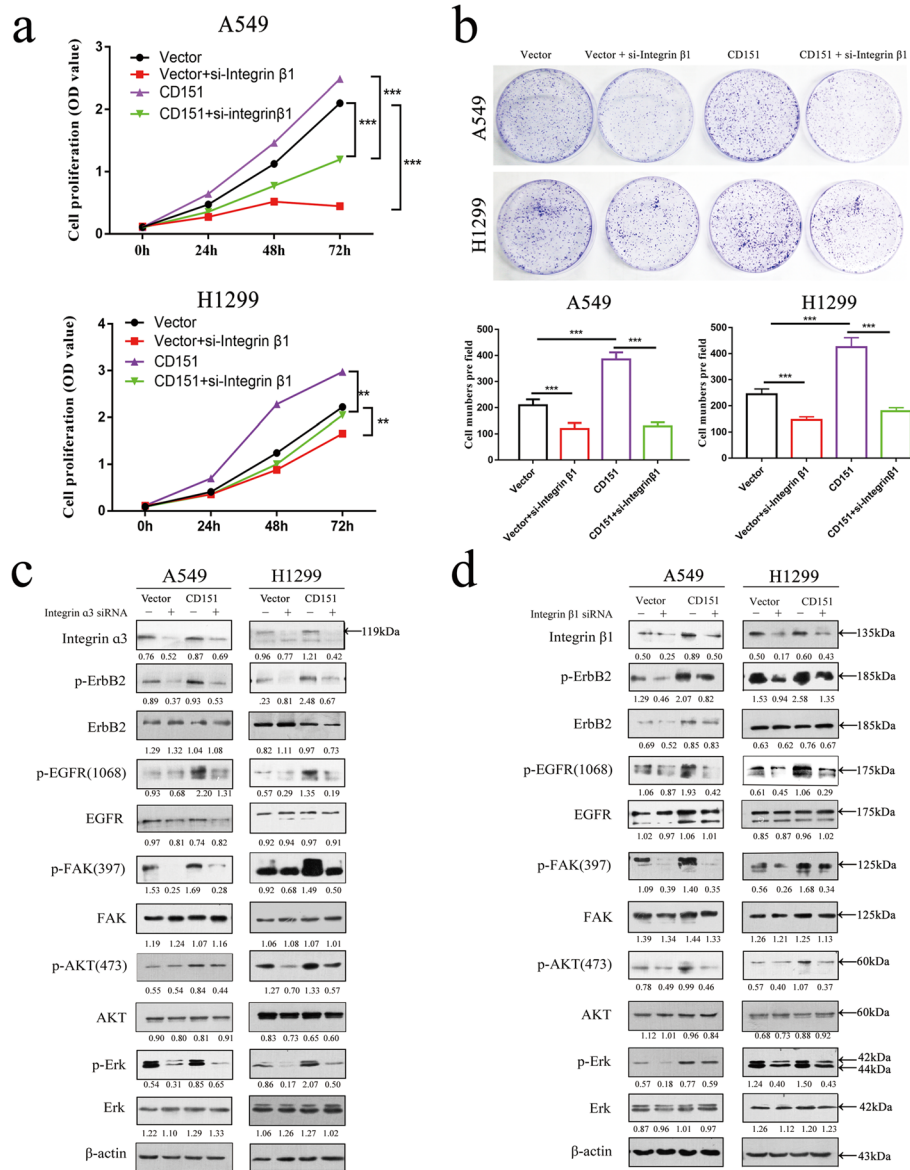 a
A549
Cell proliferation (OD value)
3
2
1
0
Vector
Vector+si-Integrin β1
CD151
CD151+si-integrinβ1
***
***
***
0h 24h 48h 72h
H1299
Cell proliferation (OD value)
4
3
2
1
0
Vector
Vector+si-Integrin β1
CD151
CD151+si-Integrin β1
**
**
0h 24h 48h 72h
b
Vector Vector + si-Integrin β1 CD151 CD151 + si-Integrin β1
A549
H1299
A549
Cell munbers pre field
500
400
300
200
100
0
***
***
***
Vector
Vector+si-Integrin β1
CD151
CD151+si-Integrinβ1
H1299
Cell munbers pre field
500
400
300
200
100
0
***
***
***
Vector
Vector+si-Integrin β1
CD151
CD151+si-Integrinβ1
c
A549 H1299
Vector CD151 Vector CD151
Integrin α3 siRNA − + − + − + − +
Integrin α3 119kDa
0.76 0.52 0.87 0.69 0.96 0.77 1.21 0.42
p-ErbB2
0.89 0.37 0.93 0.53 .23 0.81 2.48 0.67
ErbB2
1.29 1.32 1.04 1.08 0.82 1.11 0.97 0.73
p-EGFR(1068)
0.93 0.68 2.20 1.31 0.57 0.29 1.35 0.19
EGFR
0.97 0.81 0.74 0.82 0.92 0.94 0.97 0.91
p-FAK(397)
1.53 0.25 1.69 0.28 0.92 0.68 1.49 0.50
FAK
1.19 1.24 1.07 1.16 1.06 1.08 1.07 1.01
p-AKT(473)
0.55 0.54 0.84 0.44 1.27 0.70 1.33 0.57
AKT
0.90 0.80 0.81 0.91 0.83 0.73 0.65 0.60
p-Erk
0.54 0.31 0.85 0.65 0.86 0.17 2.07 0.50
Erk
1.22 1.10 1.29 1.33 1.06 1.26 1.27 1.02
β-actin
d
A549 H1299
Vector CD151 Vector CD151
Integrin β1 siRNA − + − + − + − +
Integrin β1 135kDa
0.50 0.25 0.89 0.50 0.50 0.17 0.60 0.43
p-ErbB2 185kDa
1.29 0.46 2.07 0.82 1.53 0.94 2.58 1.35
ErbB2 185kDa
0.69 0.52 0.85 0.83 0.63 0.62 0.76 0.67
p-EGFR(1068) 175kDa
1.06 0.87 1.93 0.42 0.61 0.45 1.06 0.29
EGFR 175kDa
1.02 0.97 1.06 1.01 0.85 0.87 0.96 1.02
p-FAK(397) 125kDa
1.09 0.39 1.40 0.35 0.56 0.26 1.68 0.34
FAK 125kDa
1.39 1.34 1.44 1.33 1.26 1.21 1.25 1.13
p-AKT(473) 60kDa
0.78 0.49 0.99 0.46 0.57 0.40 1.07 0.37
AKT 60kDa
1.12 1.01 0.96 0.84 0.68 0.73 0.88 0.92
p-Erk 42kDa
44kDa
0.57 0.18 0.77 0.59 1.24 0.40 1.50 0.43
Erk 42kDa
0.87 0.96 1.01 0.97 1.26 1.12 1.20 1.23
β-actin 43kDa